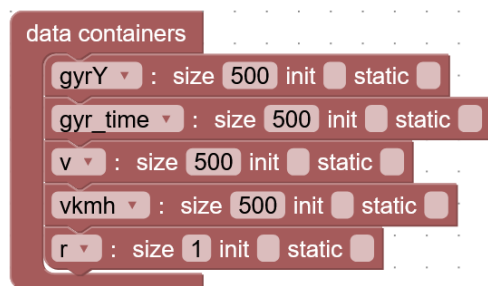 data containers
gyrY ▾ : size 500 init static
gyr_time ▾ : size 500 init static
v ▾ : size 500 init static
vkmh ▾ : size 500 init static
r ▾ : size 1 init static